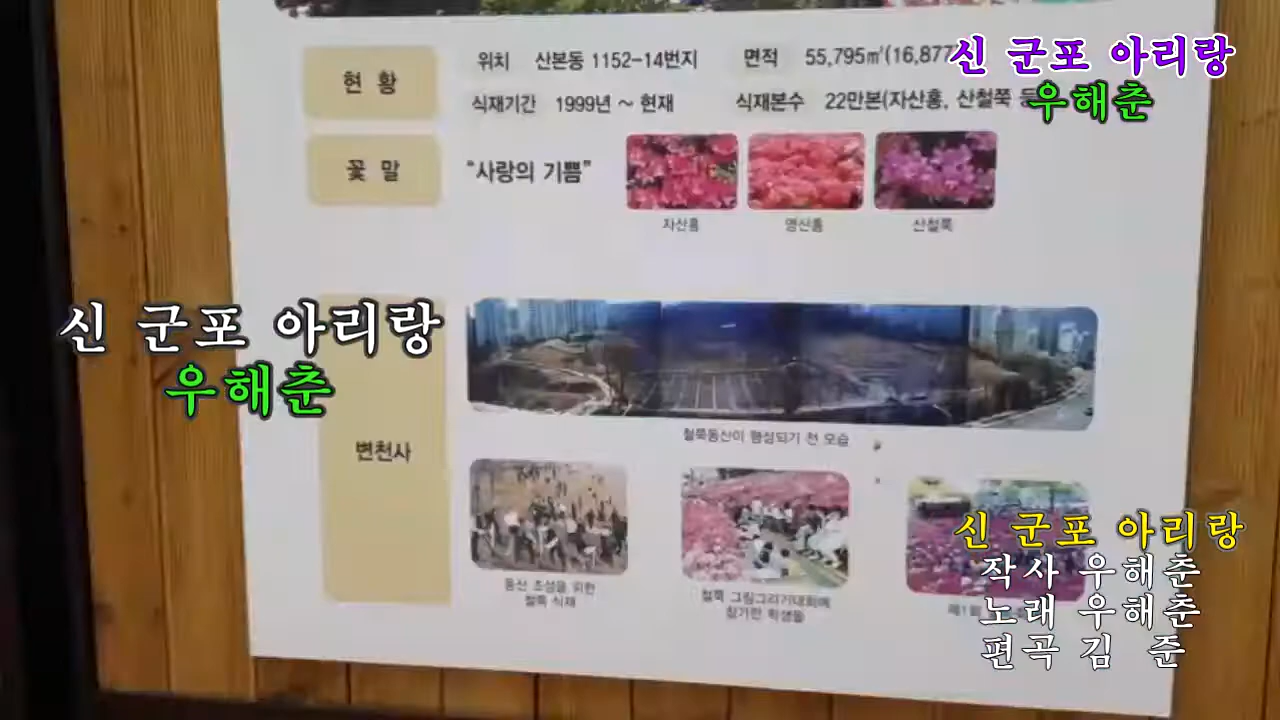 현 황
위치 산본동 1152-14번지 면적 55,795㎡(16,877
식재기간 1999년 ~ 현재 식재본수 22만본(자산홍, 산철쭉 등
신 군포 아리랑
우해춘
꽃 말
"사랑의 기쁨"
자산홍 영산홍 산철쭉
신 군포 아리랑
우해춘
변천사
철쭉동산이 형성되기 전 모습
동산 조성을 위한
철쭉 식재
철쭉 그림그리기대회에
참가한 학생들
제1회
신 군포 아리랑
작사 우해춘
노래 우해춘
편곡 김 준